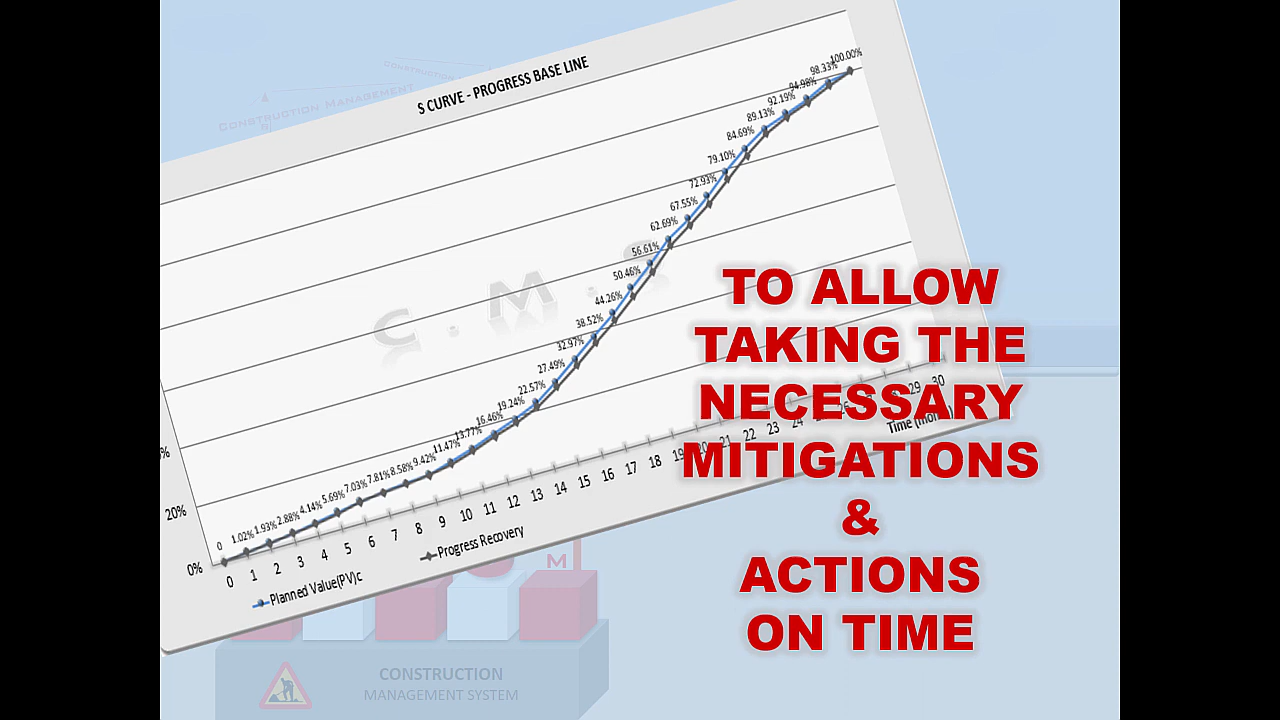 CONSTRUCTION
CONSTRUCTION MANAGEMENT
S CURVE - PROGRESS BASE LINE
100.00%
98.33%
94.98%
92.19%
89.13%
84.69%
79.10%
72.93%
67.55%
62.69%
56.61%
50.46%
44.26%
38.52%
32.97%
27.49%
22.57%
19.24%
16.46%
13.77%
11.47%
9.42%
8.58%
7.81%
7.03%
5.69%
4.14%
2.88%
1.93%
1.02%
0
C . M . S
20%
0%
0 1 2 3 4 5 6 7 8 9 10 11 12 13 14 15 16 17 18 19 20 21 22 23 24 25 26 28 29 30
Time
Planned Value(PV)c
Progress Recovery
TO ALLOW
TAKING THE
NECESSARY
MITIGATIONS
&
ACTIONS
ON TIME
M
CONSTRUCTION
MANAGEMENT SYSTEM